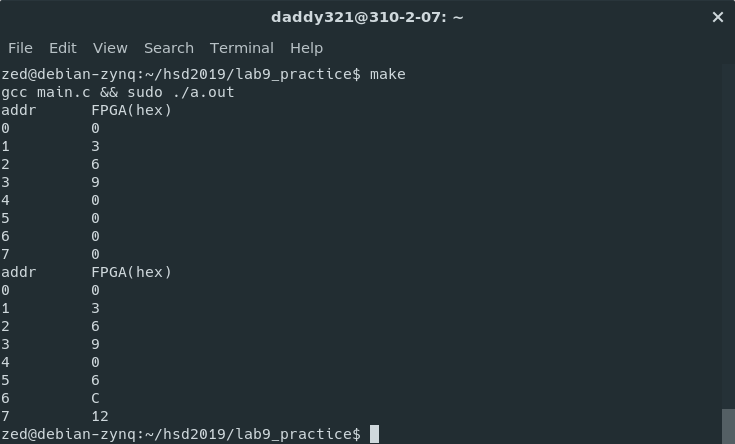 daddy321@310-2-07: ~
File Edit View Search Terminal Help
zed@debian-zynq:~/hsd2019/lab9_practice$ make
gcc main.c && sudo ./a.out
addr FPGA(hex)
0 0
1 3
2 6
3 9
4 0
5 0
6 0
7 0
addr FPGA(hex)
0 0
1 3
2 6
3 9
4 0
5 6
6 C
7 12
zed@debian-zynq:~/hsd2019/lab9_practice$